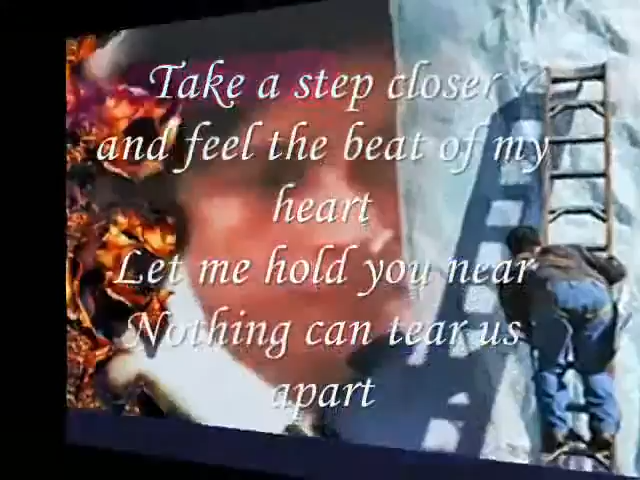 Take a step closer
and feel the beat of my
heart
Let me hold you near
Nothing can tear us
apart